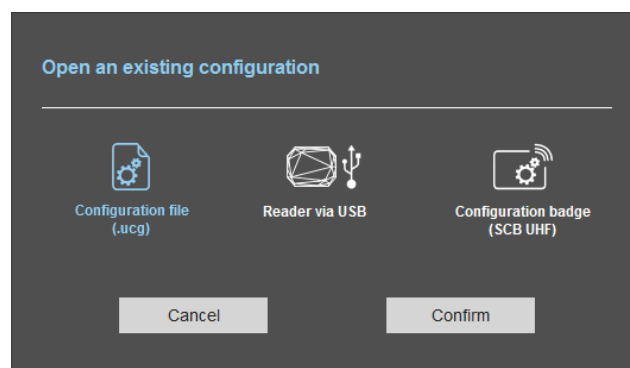 Open an existing configuration
Configuration file
(.ucg)
Reader via USB
Configuration badge
(SCB UHF)
Cancel
Confirm